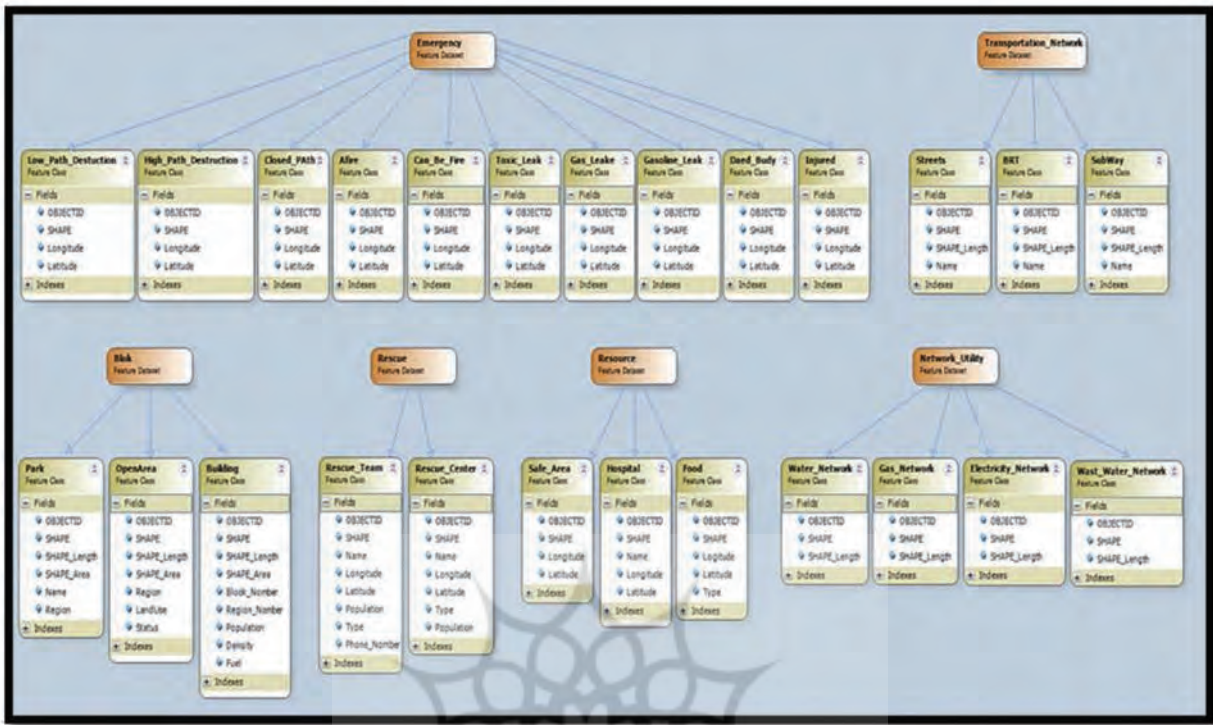 Emergency
Feature Dataset
Transportation_Network
Feature Dataset
Low_Path_Destuction
Feature Class
Fields
OBJECTID
SHAPE
Longitude
Latitude
Indexes
High_Path_Destruction
Feature Class
Fields
OBJECTID
SHAPE
Longitude
Latitude
Indexes
Closed_PAth
Feature Class
Fields
OBJECTID
SHAPE
Longitude
Latitude
Indexes
Afire
Feature Class
Fields
OBJECTID
SHAPE
Longitude
Latitude
Indexes
Can_Be_Fire
Feature Class
Fields
OBJECTID
SHAPE
Longitude
Latitude
Indexes
Toxic_Leak
Feature Class
Fields
OBJECTID
SHAPE
Longitude
Latitude
Indexes
Gas_Leake
Feature Class
Fields
OBJECTID
SHAPE
Longitude
Latitude
Indexes
Gasoline_Leak
Feature Class
Fields
OBJECTID
SHAPE
Longitude
Latitude
Indexes
Daed_Body
Feature Class
Fields
OBJECTID
SHAPE
Longitude
Latitude
Indexes
Injured
Feature Class
Fields
OBJECTID
SHAPE
Longitude
Latitude
Indexes
Streets
Feature Class
Fields
OBJECTID
SHAPE
SHAPE_Length
Name
Indexes
BRT
Feature Class
Fields
OBJECTID
SHAPE
SHAPE_Length
Name
Indexes
SubWay
Feature Class
Fields
OBJECTID
SHAPE
SHAPE_Length
Name
Indexes
Blok
Feature Dataset
Rescue
Feature Dataset
Resource
Feature Dataset
Network_Utility
Feature Dataset
Park
Feature Class
Fields
OBJECTID
SHAPE
SHAPE_Length
SHAPE_Area
Name
Region
Indexes
OpenArea
Feature Class
Fields
OBJECTID
SHAPE
SHAPE_Length
SHAPE_Area
Region
LandUse
Status
Indexes
Building
Feature Class
Fields
OBJECTID
SHAPE
SHAPE_Length
SHAPE_Area
Block_Number
Region_Number
Population
Density
Fuel
Indexes
Rescue_Team
Feature Class
Fields
OBJECTID
SHAPE
Name
Longitude
Latitude
Population
Type
Phone_Number
Indexes
Rescue_Center
Feature Class
Fields
OBJECTID
SHAPE
Name
Longitude
Latitude
Type
Population
Indexes
Safe_Area
Feature Class
Fields
OBJECTID
SHAPE
Longitude
Latitude
Indexes
Hospital
Feature Class
Fields
OBJECTID
SHAPE
Name
Longitude
Latitude
Indexes
Food
Feature Class
Fields
OBJECTID
SHAPE
Logitude
Latitude
Type
Indexes
Water_Network
Feature Class
Fields
OBJECTID
SHAPE
SHAPE_Length
Indexes
Gas_Network
Feature Class
Fields
OBJECTID
SHAPE
SHAPE_Length
Indexes
Electricity_Network
Feature Class
Fields
OBJECTID
SHAPE
SHAPE_Length
Indexes
Wast_Water_Network
Feature Class
Fields
OBJECTID
SHAPE
SHAPE_Length
Indexes